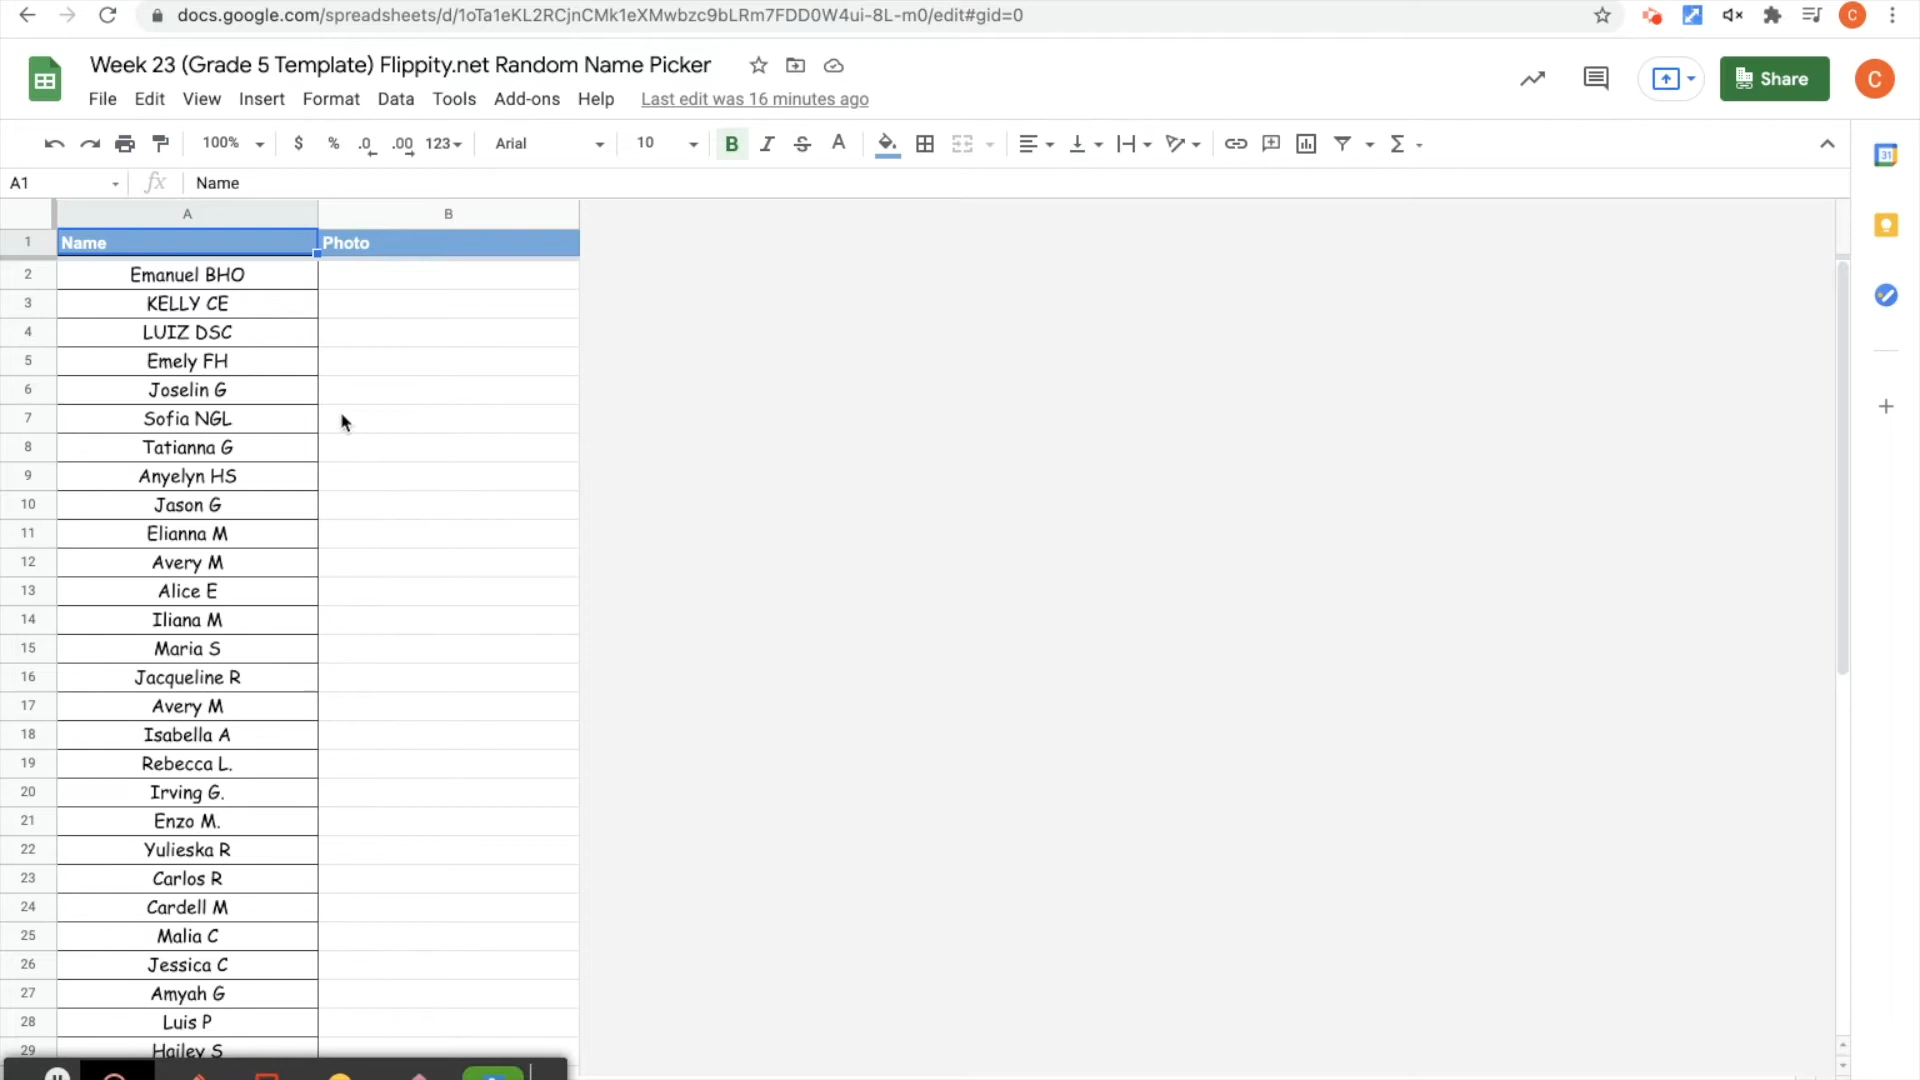 docs.google.com/spreadsheets/d/1oTa1eKL2RCjnCMk1eXMwbzc9bLRm7FDD0W4ui-8L-m0/edit#gid=0
C
Week 23 (Grade 5 Template) Flippity.net Random Name Picker
Share
C
File Edit View Insert Format Data Tools Add-ons Help Last edit was 16 minutes ago
100% $ % .0 .00 123 Arial 10 B I S A Σ
31
A1 fx Name
A B
1 Name Photo
2 Emanuel BHO
3 KELLY CE
4 LUIZ DSC
5 Emely FH
6 Joselin G
7 Sofia NGL
8 Tatianna G
9 Anyelyn HS
10 Jason G
11 Elianna M
12 Avery M
13 Alice E
14 Iliana M
15 Maria S
16 Jacqueline R
17 Avery M
18 Isabella A
19 Rebecca L.
20 Irving G.
21 Enzo M.
22 Yulieska R
23 Carlos R
24 Cardell M
25 Malia C
26 Jessica C
27 Amyah G
28 Luis P
29 Hailey S